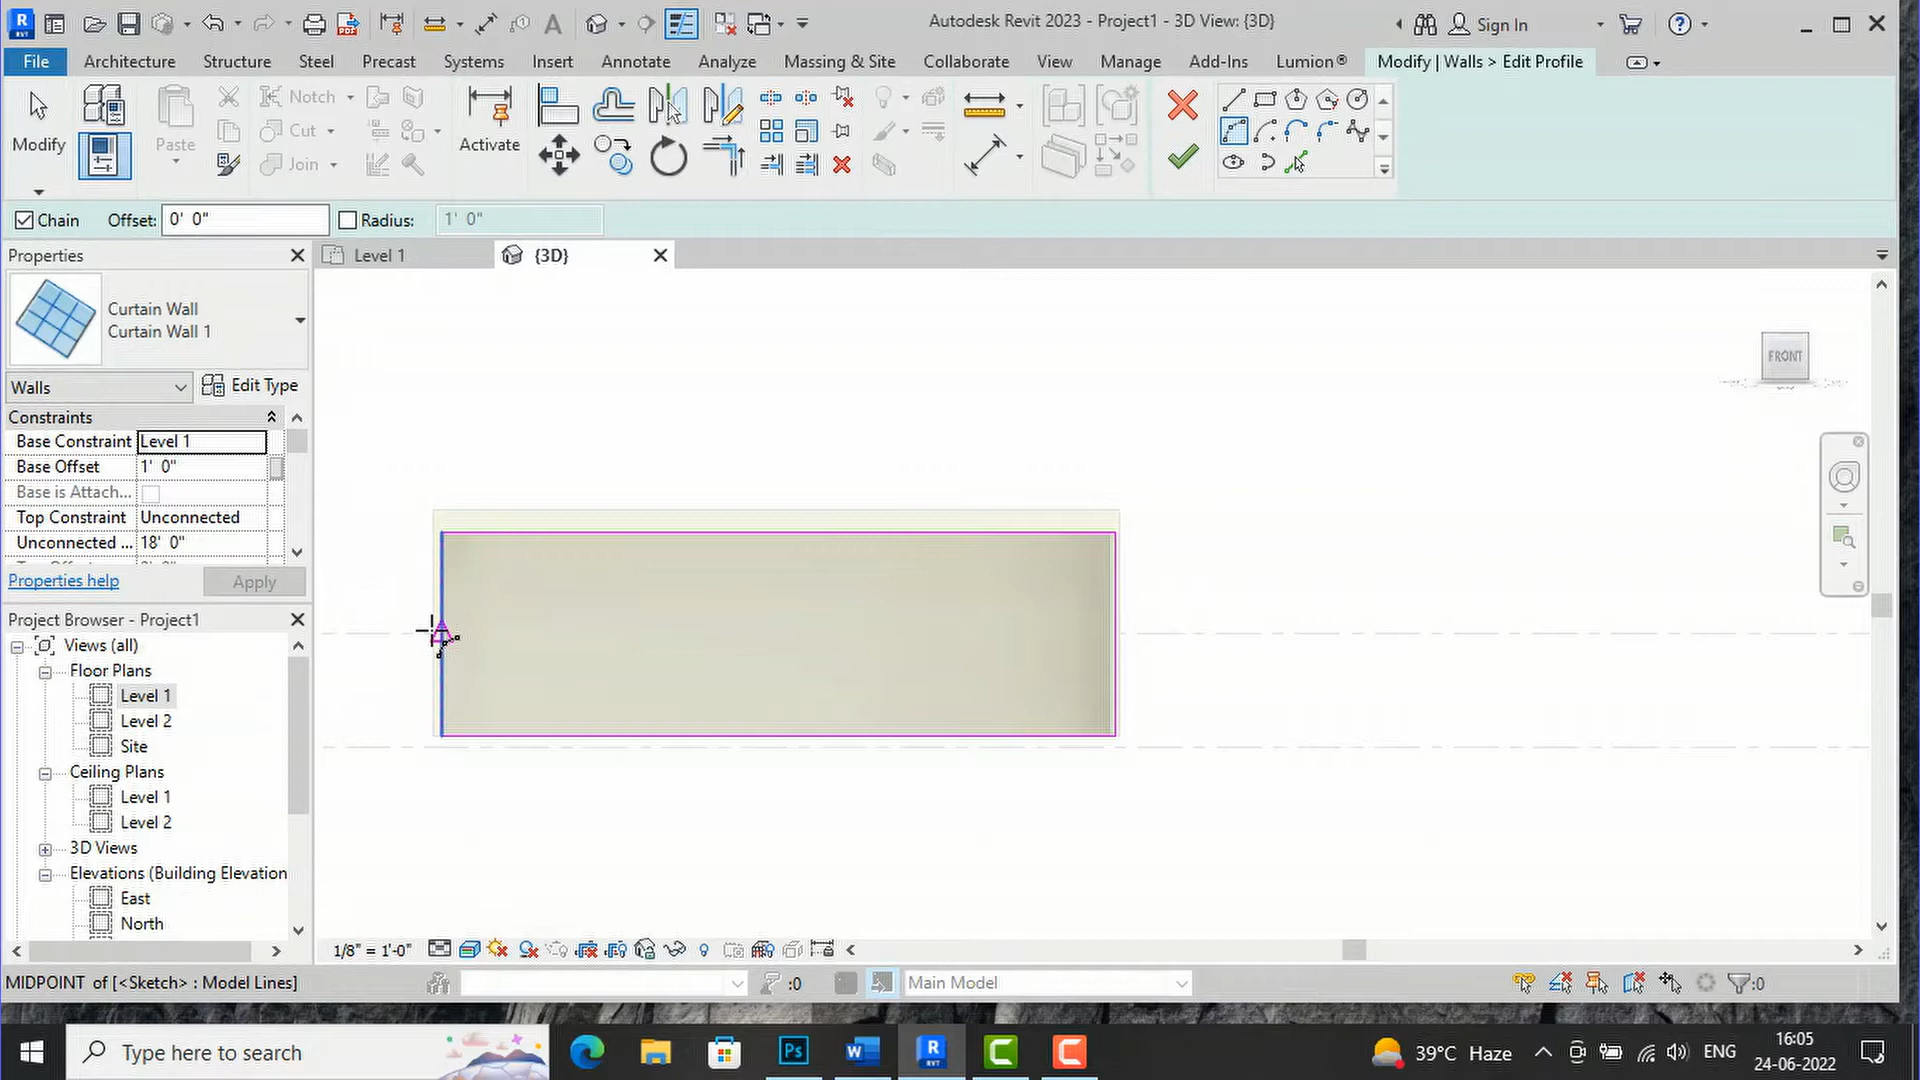 Autodesk Revit 2023 - Project1 - 3D View: {3D}
Sign In
File
Architecture
Structure
Steel
Precast
Systems
Insert
Annotate
Analyze
Massing & Site
Collaborate
View
Manage
Add-Ins
Lumion®
Modify | Walls > Edit Profile
Modify
Paste
Notch
Cut
Join
Activate
Chain
Offset:
0' 0"
Radius:
1' 0"
Properties
Level 1
{3D}
Curtain Wall
Curtain Wall 1
FRONT
Walls
Edit Type
Constraints
Base Constraint
Level 1
Base Offset
1' 0"
Base is Attach...
Top Constraint
Unconnected
Unconnected ...
18' 0"
Properties help
Apply
Project Browser - Project1
Views (all)
Floor Plans
Level 1
Level 2
Site
Ceiling Plans
Level 1
Level 2
3D Views
Elevations (Building Elevation
East
North
1/8" = 1'-0"
MIDPOINT of [<Sketch> : Model Lines]
:0
Main Model
:0
Type here to search
Ps
W
R
RVT
39°C Haze
ENG
16:05
24-06-2022